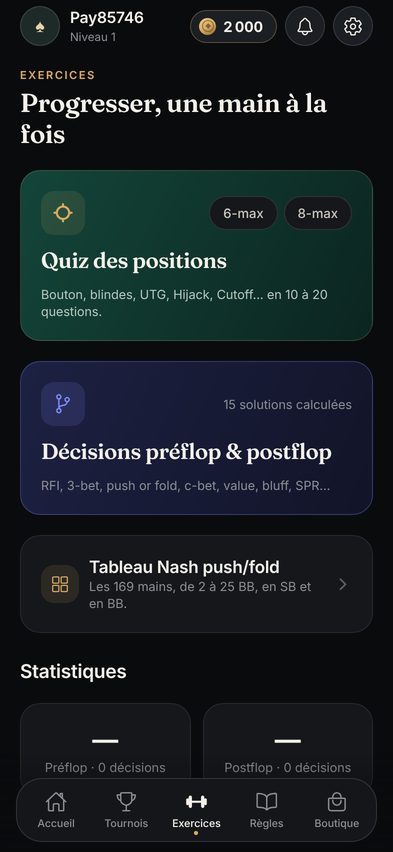 Pay85746
Niveau 1
2 000
EXERCICES
Progresser, une main à la
fois
6-max
8-max
Quiz des positions
Bouton, blindes, UTG, Hijack, Cutoff... en 10 à 20
questions.
15 solutions calculées
Décisions préflop & postflop
RFI, 3-bet, push or fold, c-bet, value, bluff, SPR...
Tableau Nash push/fold
Les 169 mains, de 2 à 25 BB, en SB et
en BB.
Statistiques
—
—
Préflop · 0 décisions
Postflop · 0 décisions
Accueil
Tournois
Exercices
Règles
Boutique